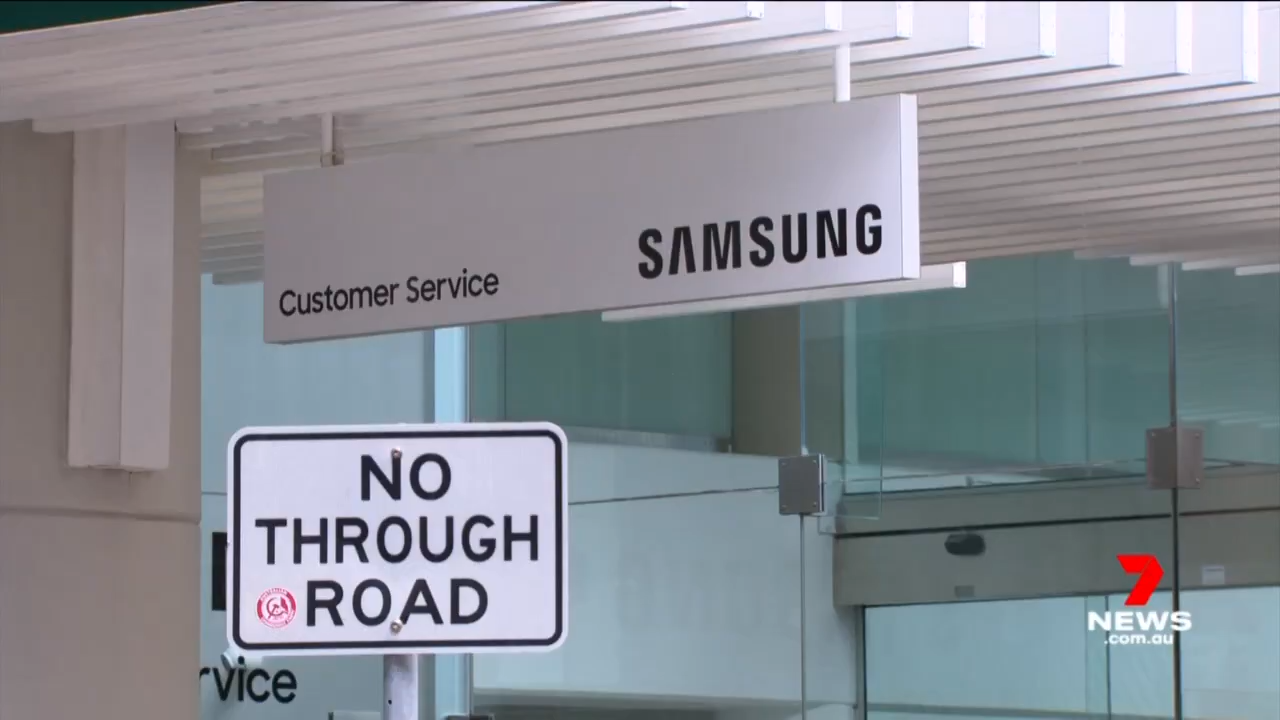 SAMSUNG
Customer Service
NO
THROUGH
ROAD
rvice
7
NEWS
.com.au